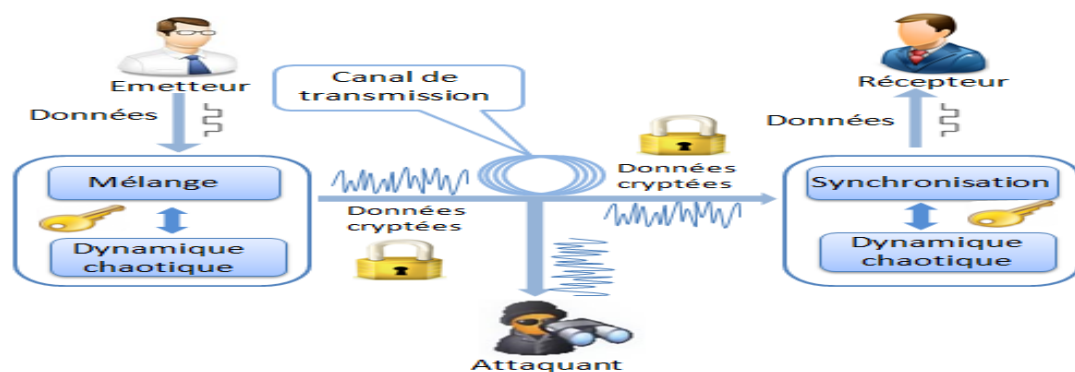 Emetteur
Données
Mélange
Dynamique
chaotique
Canal de
transmission
Données
cryptées
Données
cryptées
Attaquant
Récepteur
Données
Synchronisation
Dynamique
chaotique